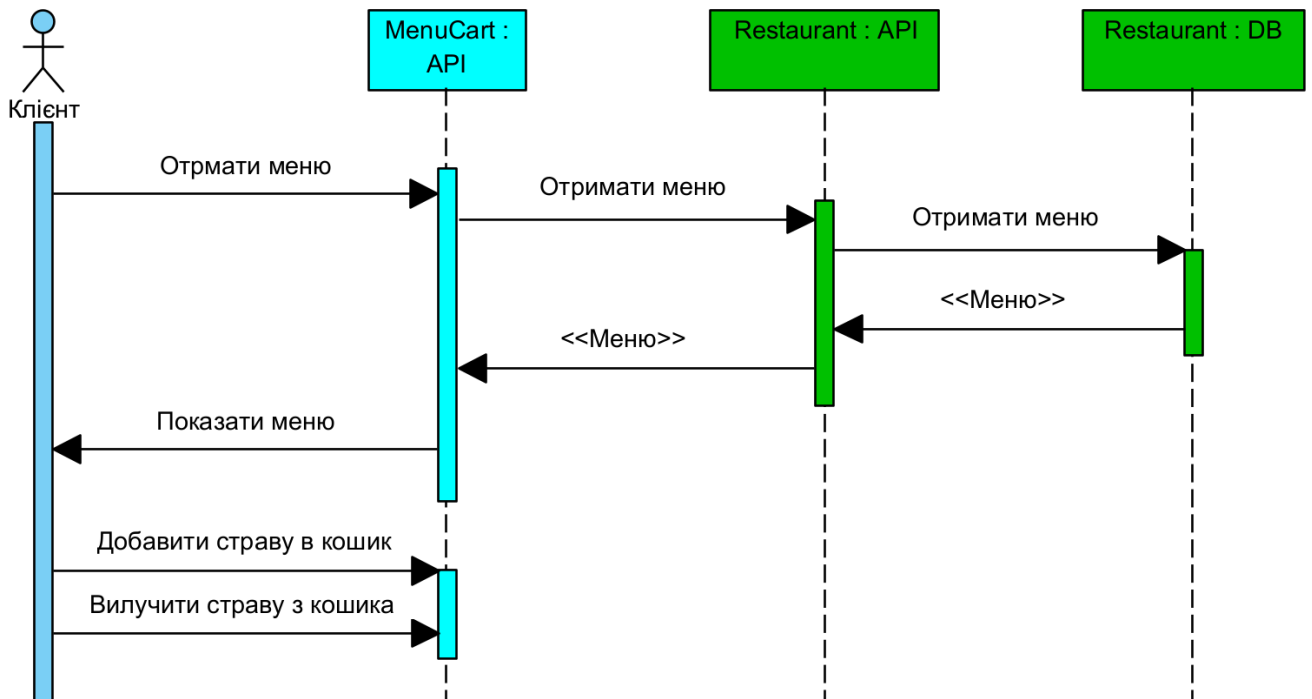 MenuCart :
API
Restaurant : API
Restaurant : DB
Клієнт
Отрмати меню
Отримати меню
Отримати меню
<<Меню>>
<<Меню>>
Показати меню
Добавити страву в кошик
Вилучити страву з кошика